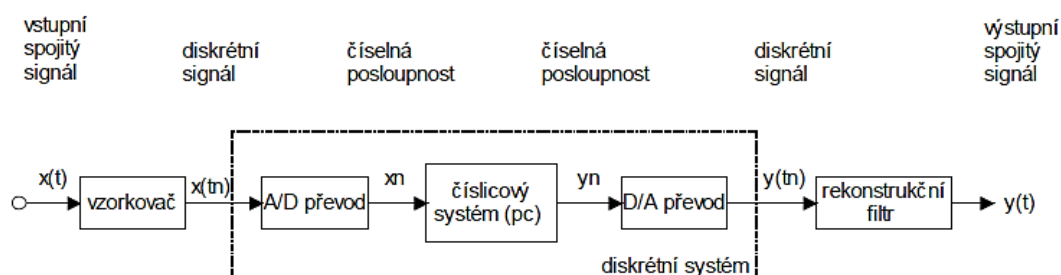 vstupní
spojitý
signál
diskrétní
signál
číselná
posloupnost
číselná
posloupnost
diskrétní
signál
výstupní
spojitý
signál
x(t)
vzorkovač
x(tn)
A/D převod
xn
číslicový
systém (pc)
yn
D/A převod
y(tn)
rekonstrukční
filtr
y(t)
diskrétní systém